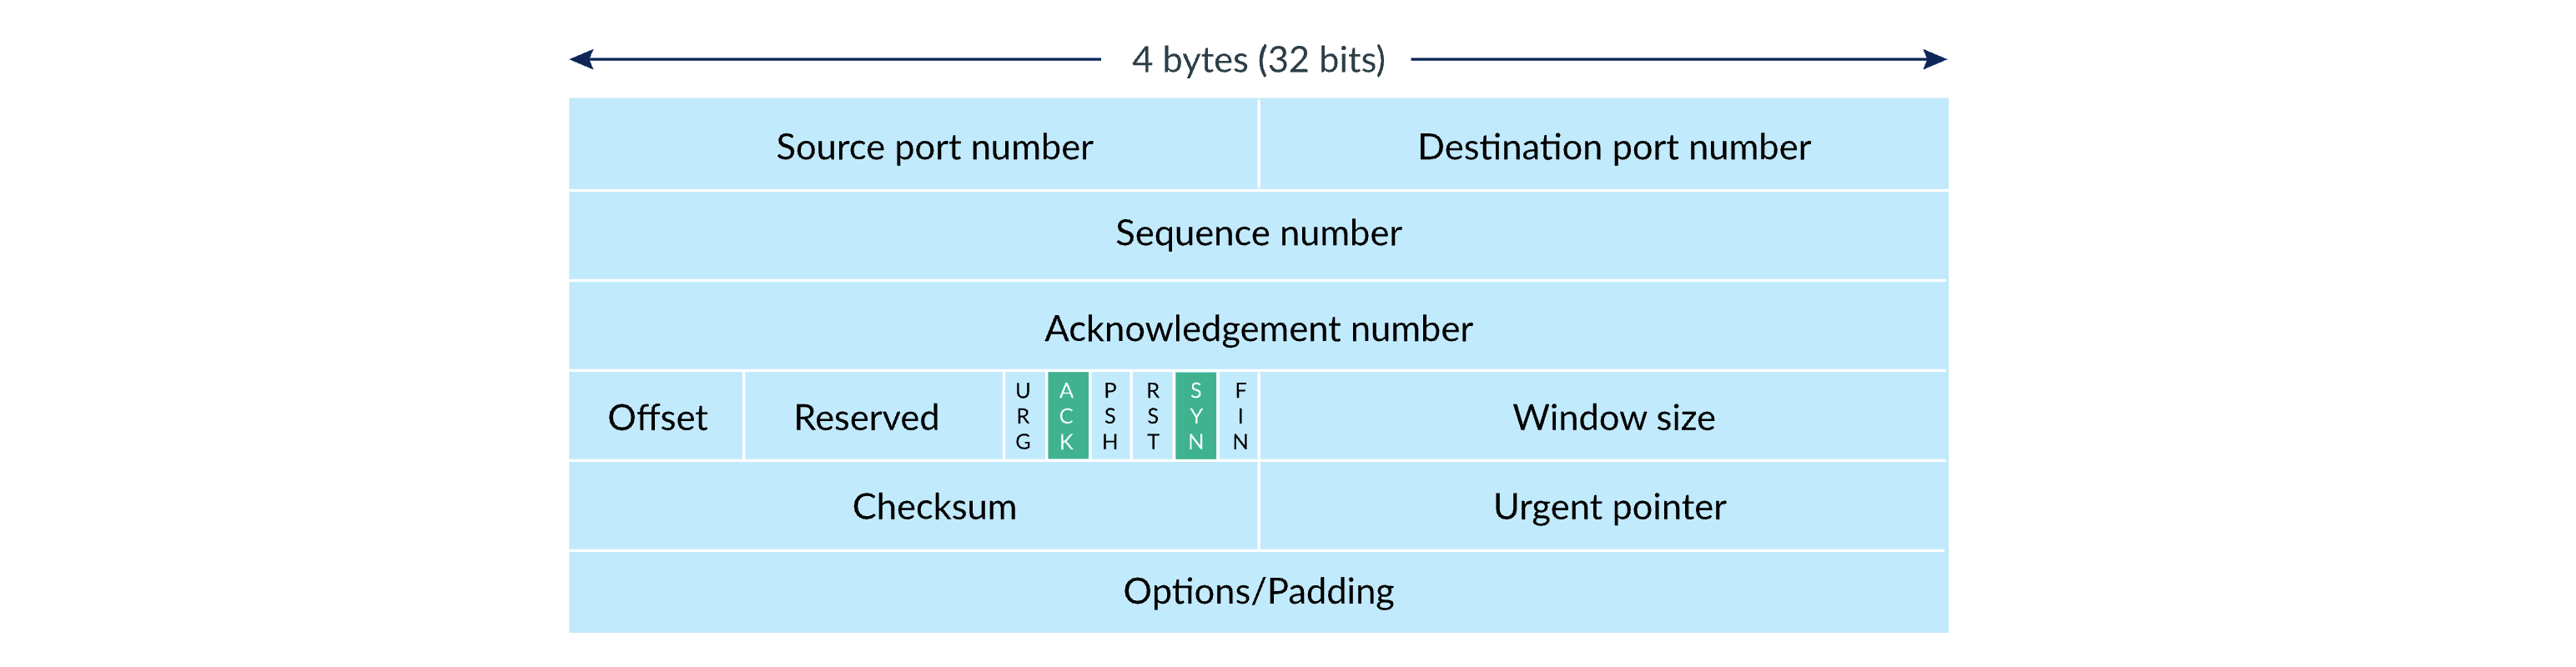 4 bytes (32 bits)
Source port number Destination port number
Sequence number
Acknowledgement number
Offset Reserved URG ACK PSH RST SYN FIN Window size
Checksum Urgent pointer
Options/Padding